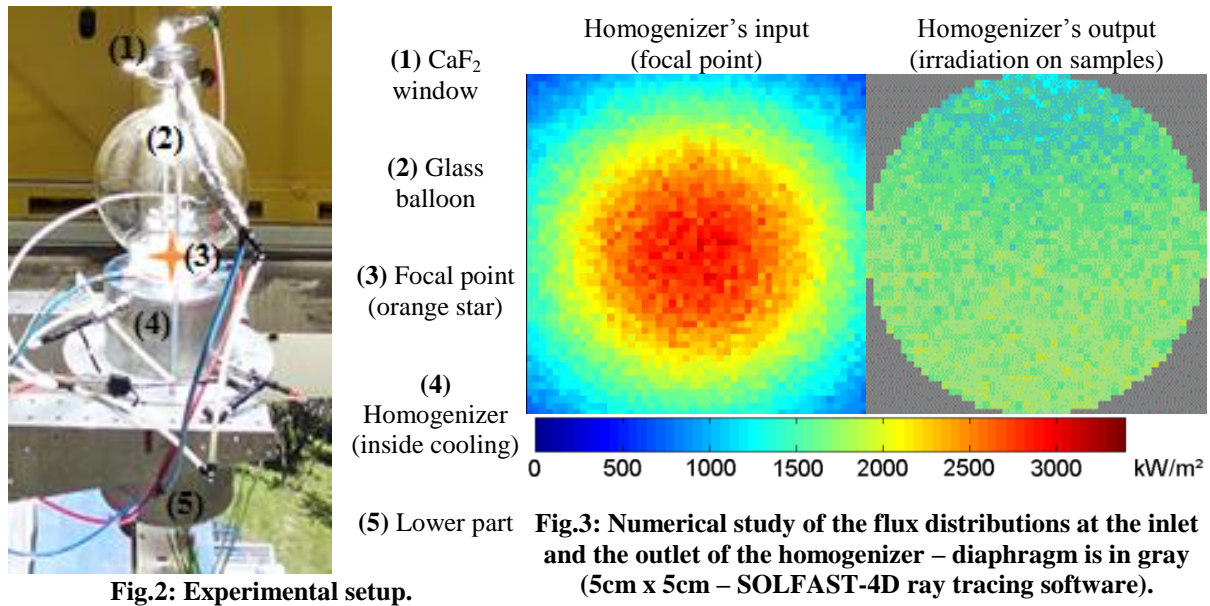 (1)
(2)
(3)
(4)
(5)
Fig.2: Experimental setup.
(1) CaF₂
window
(2) Glass
balloon
(3) Focal point
(orange star)
(4)
Homogenizer
(inside cooling)
(5) Lower part
Homogenizer's input
(focal point)
Homogenizer's output
(irradiation on samples)
0 500 1000 1500 2000 2500 3000 kW/m²
Fig.3: Numerical study of the flux distributions at the inlet
and the outlet of the homogenizer – diaphragm is in gray
(5cm x 5cm – SOLFAST-4D ray tracing software).